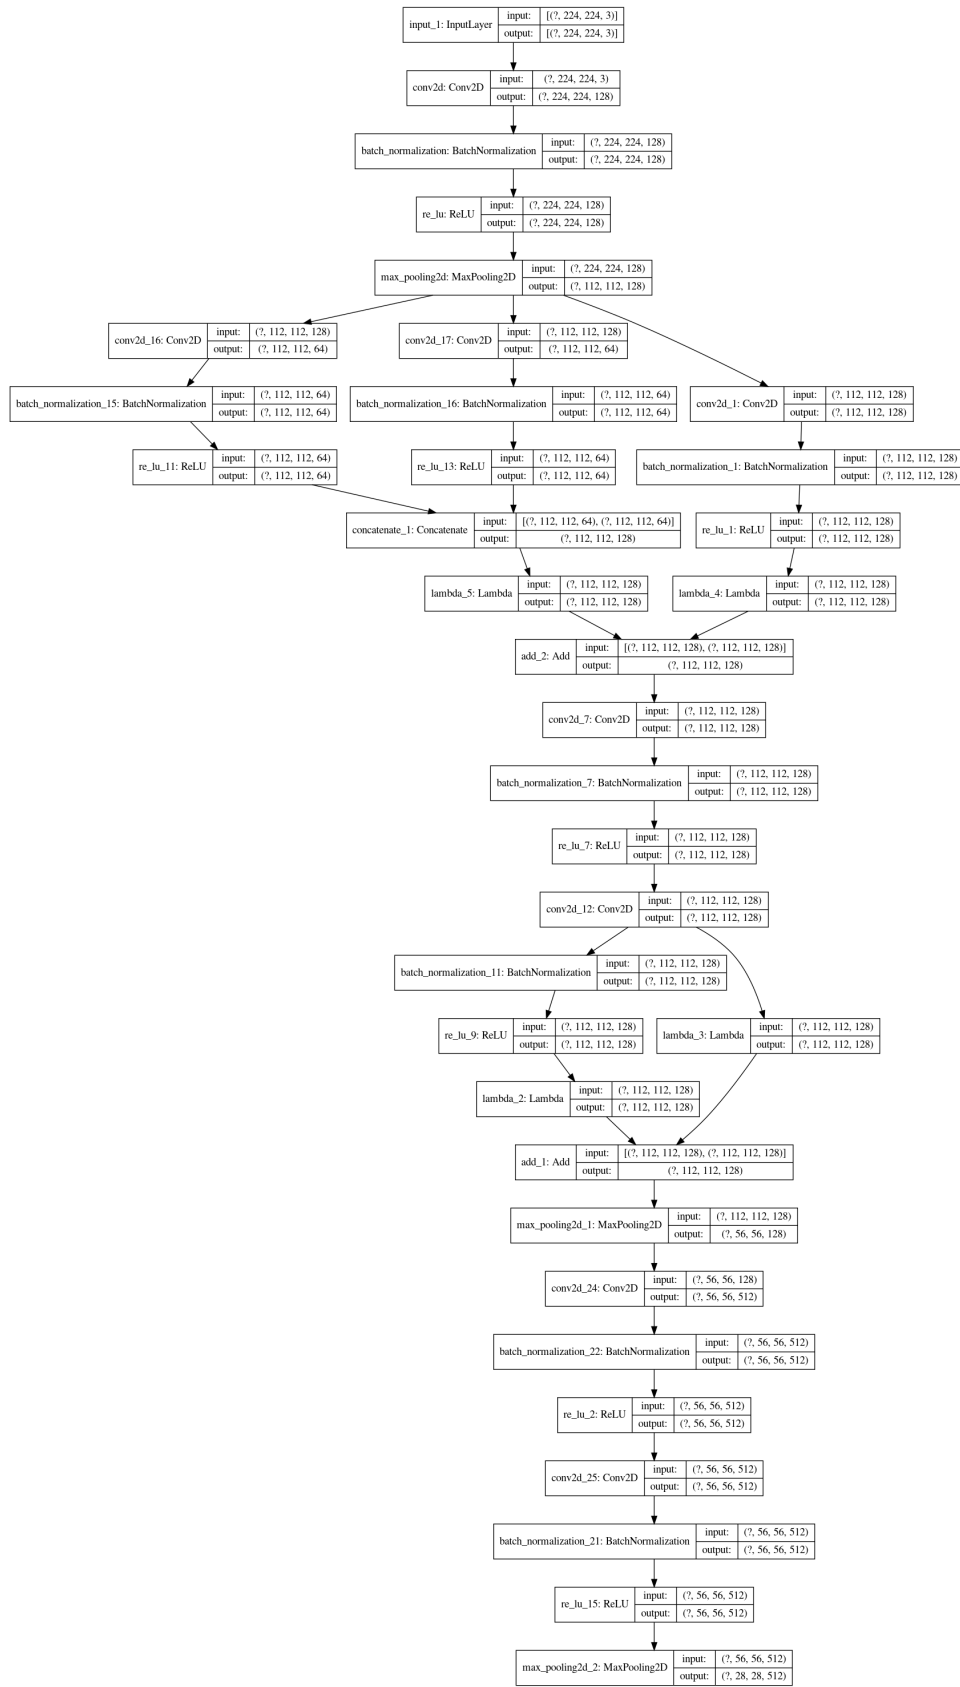 input_1: InputLayer input: [(?, 224, 224, 3)]
output: [(?, 224, 224, 3)]
conv2d: Conv2D input: (?, 224, 224, 3)
output: (?, 224, 224, 128)
batch_normalization: BatchNormalization input: (?, 224, 224, 128)
output: (?, 224, 224, 128)
re_lu: ReLU input: (?, 224, 224, 128)
output: (?, 224, 224, 128)
max_pooling2d: MaxPooling2D input: (?, 224, 224, 128)
output: (?, 112, 112, 128)
conv2d_16: Conv2D input: (?, 112, 112, 128)
output: (?, 112, 112, 64)
conv2d_17: Conv2D input: (?, 112, 112, 128)
output: (?, 112, 112, 64)
batch_normalization_15: BatchNormalization input: (?, 112, 112, 64)
output: (?, 112, 112, 64)
batch_normalization_16: BatchNormalization input: (?, 112, 112, 64)
output: (?, 112, 112, 64)
conv2d_1: Conv2D input: (?, 112, 112, 128)
output: (?, 112, 112, 128)
re_lu_11: ReLU input: (?, 112, 112, 64)
output: (?, 112, 112, 64)
re_lu_13: ReLU input: (?, 112, 112, 64)
output: (?, 112, 112, 64)
batch_normalization_1: BatchNormalization input: (?, 112, 112, 128)
output: (?, 112, 112, 128)
concatenate_1: Concatenate input: [(?, 112, 112, 64), (?, 112, 112, 64)]
output: (?, 112, 112, 128)
re_lu_1: ReLU input: (?, 112, 112, 128)
output: (?, 112, 112, 128)
lambda_5: Lambda input: (?, 112, 112, 128)
output: (?, 112, 112, 128)
lambda_4: Lambda input: (?, 112, 112, 128)
output: (?, 112, 112, 128)
add_2: Add input: [(?, 112, 112, 128), (?, 112, 112, 128)]
output: (?, 112, 112, 128)
conv2d_7: Conv2D input: (?, 112, 112, 128)
output: (?, 112, 112, 128)
batch_normalization_7: BatchNormalization input: (?, 112, 112, 128)
output: (?, 112, 112, 128)
re_lu_7: ReLU input: (?, 112, 112, 128)
output: (?, 112, 112, 128)
conv2d_12: Conv2D input: (?, 112, 112, 128)
output: (?, 112, 112, 128)
batch_normalization_11: BatchNormalization input: (?, 112, 112, 128)
output: (?, 112, 112, 128)
re_lu_9: ReLU input: (?, 112, 112, 128)
output: (?, 112, 112, 128)
lambda_3: Lambda input: (?, 112, 112, 128)
output: (?, 112, 112, 128)
lambda_2: Lambda input: (?, 112, 112, 128)
output: (?, 112, 112, 128)
add_1: Add input: [(?, 112, 112, 128), (?, 112, 112, 128)]
output: (?, 112, 112, 128)
max_pooling2d_1: MaxPooling2D input: (?, 112, 112, 128)
output: (?, 56, 56, 128)
conv2d_24: Conv2D input: (?, 56, 56, 128)
output: (?, 56, 56, 512)
batch_normalization_22: BatchNormalization input: (?, 56, 56, 512)
output: (?, 56, 56, 512)
re_lu_2: ReLU input: (?, 56, 56, 512)
output: (?, 56, 56, 512)
conv2d_25: Conv2D input: (?, 56, 56, 512)
output: (?, 56, 56, 512)
batch_normalization_21: BatchNormalization input: (?, 56, 56, 512)
output: (?, 56, 56, 512)
re_lu_15: ReLU input: (?, 56, 56, 512)
output: (?, 56, 56, 512)
max_pooling2d_2: MaxPooling2D input: (?, 56, 56, 512)
output: (?, 28, 28, 512)